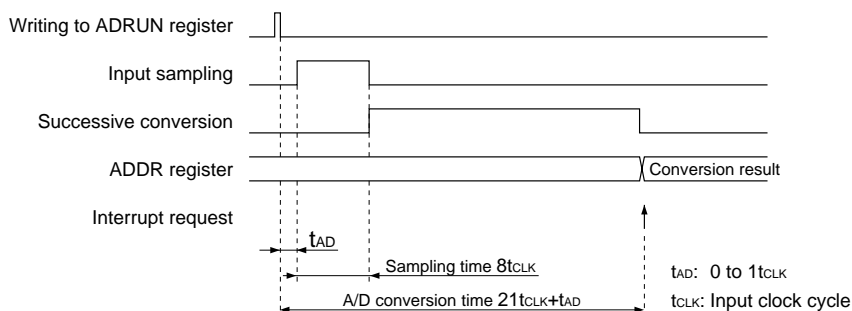 Writing to ADRUN register
Input sampling
Successive conversion
ADDR register
Conversion result
Interrupt request
tAD
Sampling time 8tCLK
tAD: 0 to 1tCLK
A/D conversion time 21tCLK+tAD
tCLK: Input clock cycle